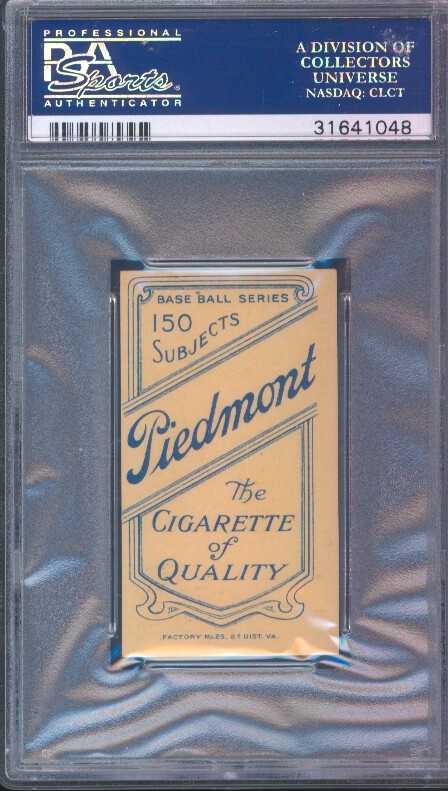 PROFESSIONAL
PSA
Sports
AUTHENTICATOR
A DIVISION OF
COLLECTORS
UNIVERSE
NASDAQ: CLCT
31641048
BASE BALL SERIES
150
SUBJECTS
Piedmont
The
CIGARETTE
of
QUALITY
FACTORY No. 25, 2d DIST. VA.